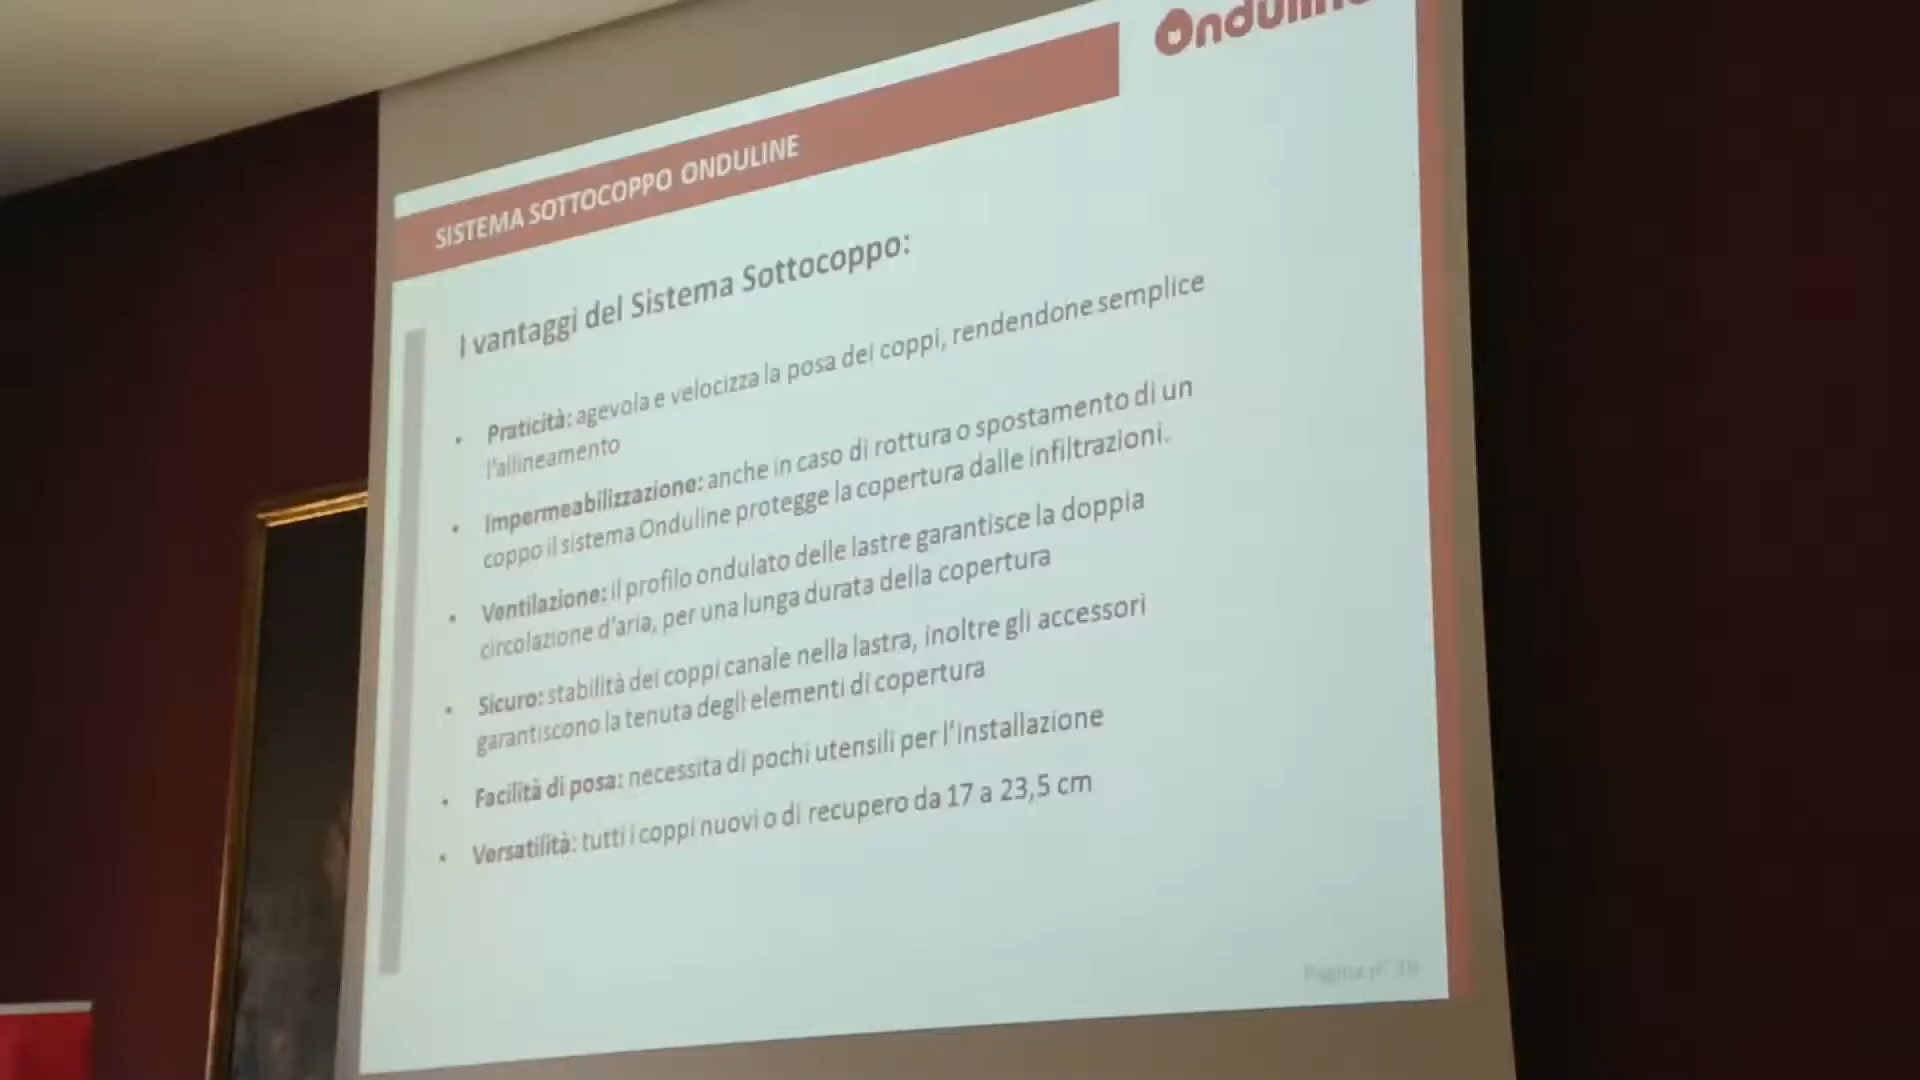 Onduline
SISTEMA SOTTOCOPPO ONDULINE
I vantaggi del Sistema Sottocoppo:
• Praticità: agevola e velocizza la posa dei coppi, rendendone semplice
l'allineamento
• Impermeabilizzazione: anche in caso di rottura o spostamento di un
coppo il sistema Onduline protegge la copertura dalle infiltrazioni.
• Ventilazione: il profilo ondulato delle lastre garantisce la doppia
circolazione d'aria, per una lunga durata della copertura
• Sicuro: stabilità dei coppi canale nella lastra, inoltre gli accessori
garantiscono la tenuta degli elementi di copertura
• Facilità di posa: necessita di pochi utensili per l'installazione
• Versatilità: tutti i coppi nuovi o di recupero da 17 a 23,5 cm
Pagina n°